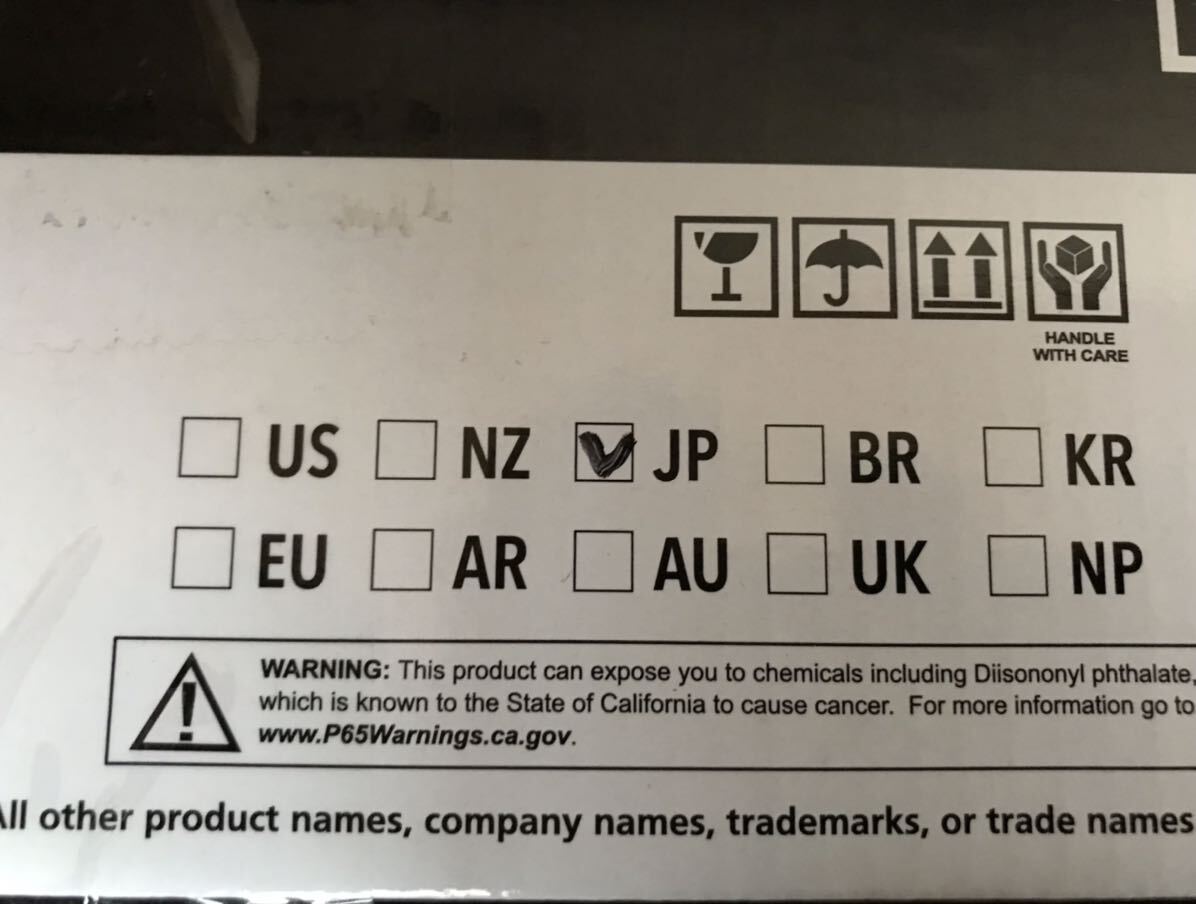 HANDLE
WITH CARE
US NZ JP BR KR
EU AR AU UK NP
WARNING: This product can expose you to chemicals including Diisononyl phthalate,
which is known to the State of California to cause cancer. For more information go to
www.P65Warnings.ca.gov.
All other product names, company names, trademarks, or trade names